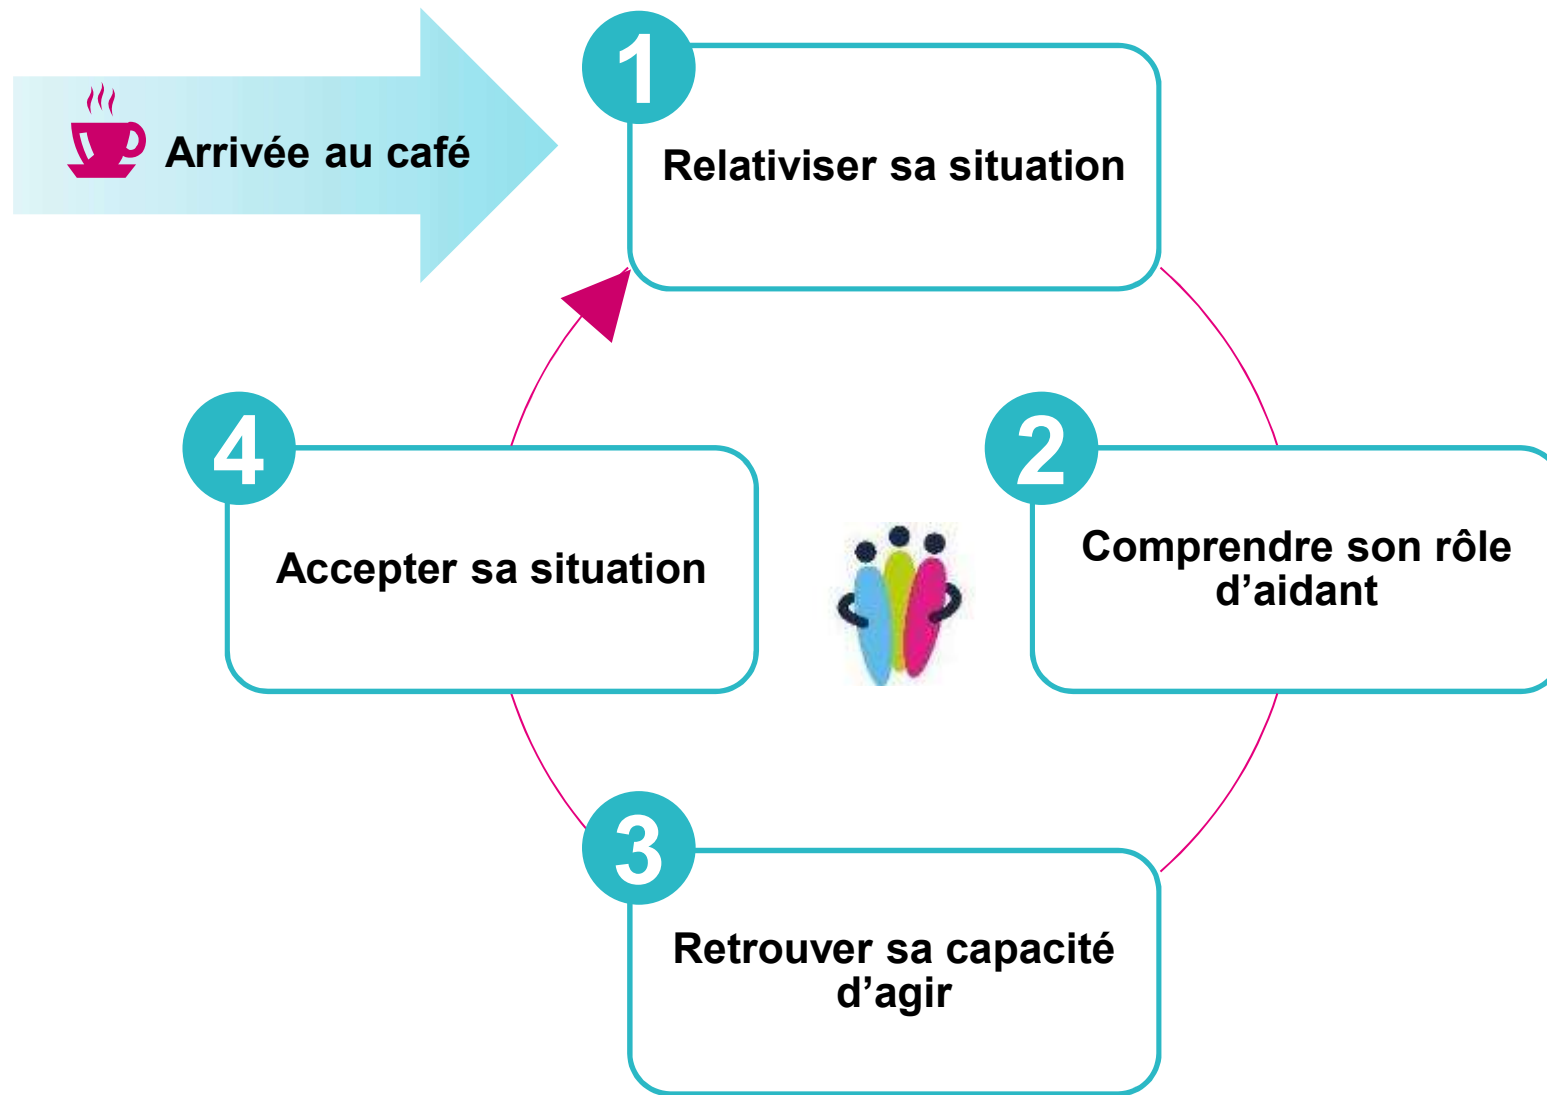 Arrivée au café
1
Relativiser sa situation
2
Comprendre son rôle
d’aidant
3
Retrouver sa capacité
d’agir
4
Accepter sa situation